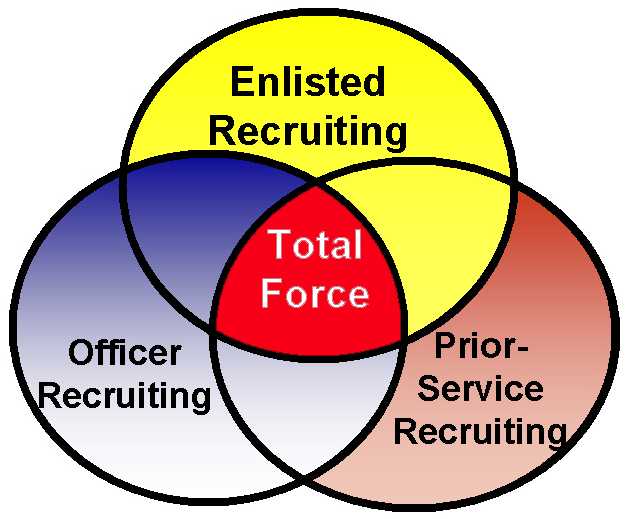 Enlisted
Recruiting
Total
Force
Officer
Recruiting
Prior-
Service
Recruiting